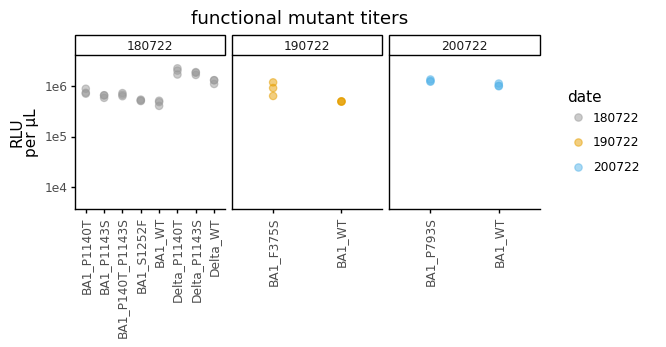 functional mutant titers
180722
190722
200722
RLU
per µL
1e6
1e5
1e4
BA1_P1140T
BA1_P1143S
BA1_P140T_P1143S
BA1_S1252F
BA1_WT
Delta_P1140T
Delta_P1143S
Delta_WT
BA1_F375S
BA1_WT
BA1_P793S
BA1_WT
date
180722
190722
200722